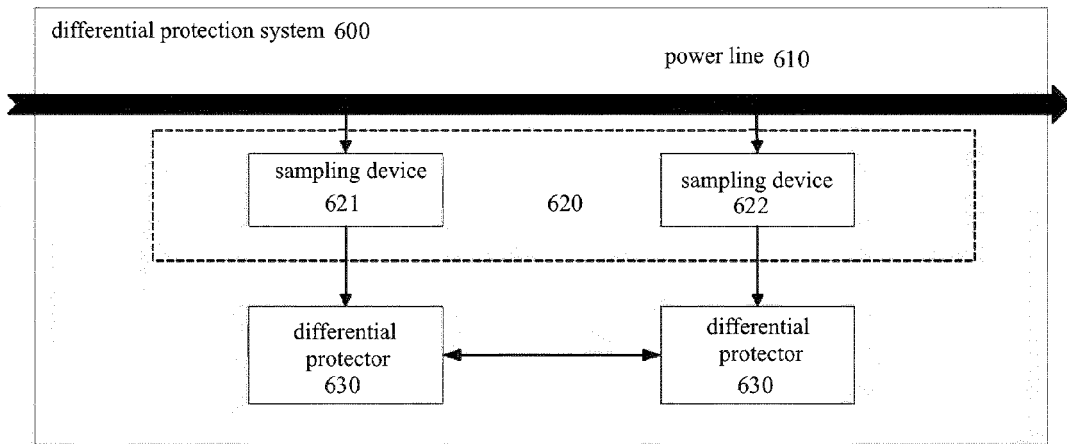 differential protection system 600
power line 610
sampling device
621
620
sampling device
622
differential
protector
630
differential
protector
630